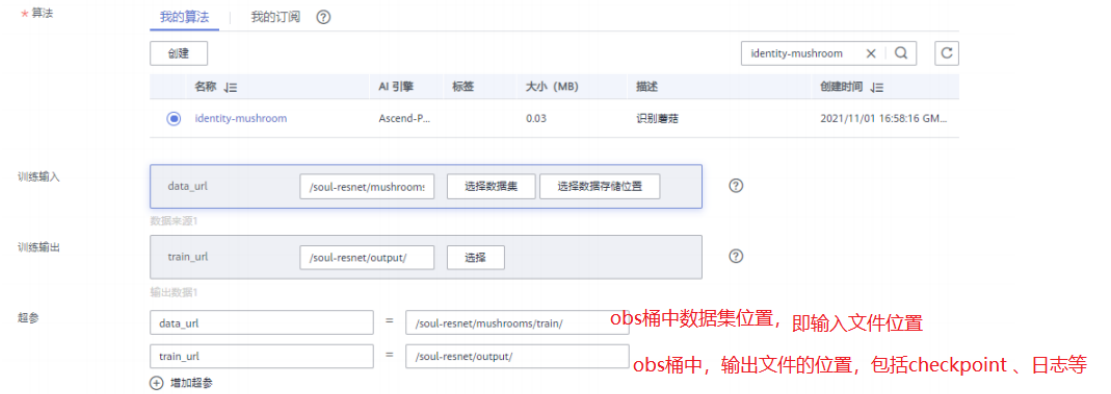 * 算法
我的算法 | 我的订阅 ?
创建
identity-mushroom
名称 AI 引擎 标签 大小（MB） 描述 创建时间
identity-mushroom Ascend-P... 0.03 识别蘑菇 2021/11/01 16:58:16 GM...
训练输入
data_url /soul-resnet/mushrooms 选择数据集 选择数据存储位置 ?
数据来源1
训练输出
train_url /soul-resnet/output/ 选择 ?
输出数据1
超参
data_url = /soul-resnet/mushrooms/train/ obs桶中数据集位置，即输入文件位置
train_url = /soul-resnet/output/ obs桶中，输出文件的位置，包括checkpoint 、日志等
增加超参